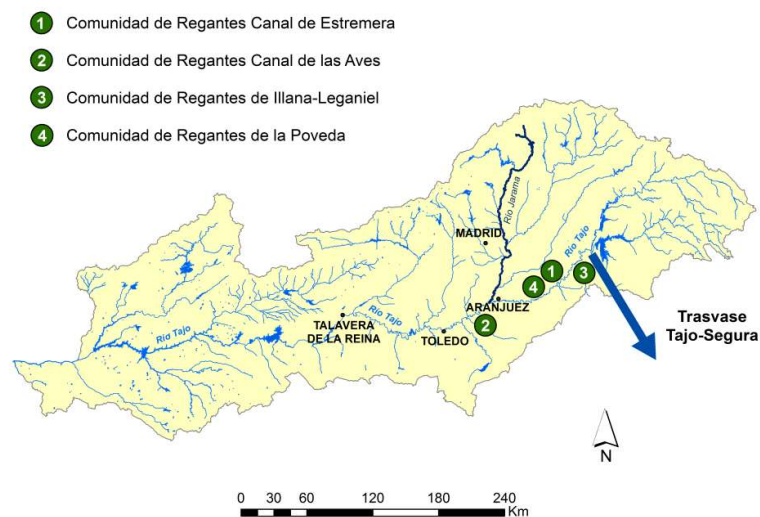 1 Comunidad de Regantes Canal de Estremera
2 Comunidad de Regantes Canal de las Aves
3 Comunidad de Regantes de Illana-Leganiel
4 Comunidad de Regantes de la Poveda
Río Jarama
MADRID
Río Tajo
1
4
3
ARANJUEZ
2
Trasvase
Tajo-Segura
TALAVERA
DE LA REINA
Río Tajo
TOLEDO
Río Tajo
N
0 15 30 60 120 180 240
Km